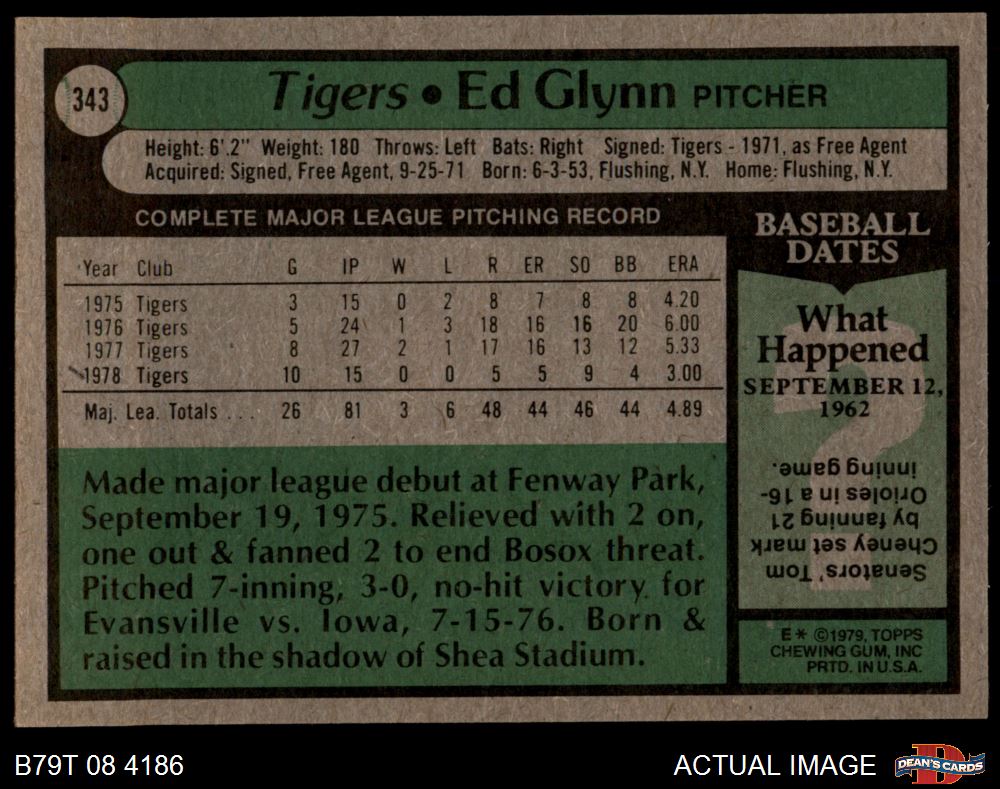 343
Tigers • Ed Glynn PITCHER
Height: 6'.2" Weight: 180 Throws: Left Bats: Right Signed: Tigers - 1971, as Free Agent
Acquired: Signed, Free Agent, 9-25-71 Born: 6-3-53, Flushing, N.Y. Home: Flushing, N.Y.
COMPLETE MAJOR LEAGUE PITCHING RECORD
Year Club G IP W L R ER SO BB ERA
1975 Tigers 3 15 0 2 8 7 8 8 4.20
1976 Tigers 5 24 1 3 18 16 16 20 6.00
1977 Tigers 8 27 2 1 17 16 13 12 5.33
1978 Tigers 10 15 0 0 5 5 9 4 3.00
Maj. Lea. Totals . . . 26 81 3 6 48 44 46 44 4.89
Made major league debut at Fenway Park,
September 19, 1975. Relieved with 2 on,
one out & fanned 2 to end Bosox threat.
Pitched 7-inning, 3-0, no-hit victory for
Evansville vs. Iowa, 7-15-76. Born &
raised in the shadow of Shea Stadium.
BASEBALL
DATES
What
Happened
SEPTEMBER 12,
1962
?
Senators' Tom
Cheney set mark
by fanning 21
Orioles in a 16-
inning game.
E* ©1979, TOPPS
CHEWING GUM, INC
PRTD. IN U.S.A.
B79T 08 4186
ACTUAL IMAGE
D
DEAN'S CARDS